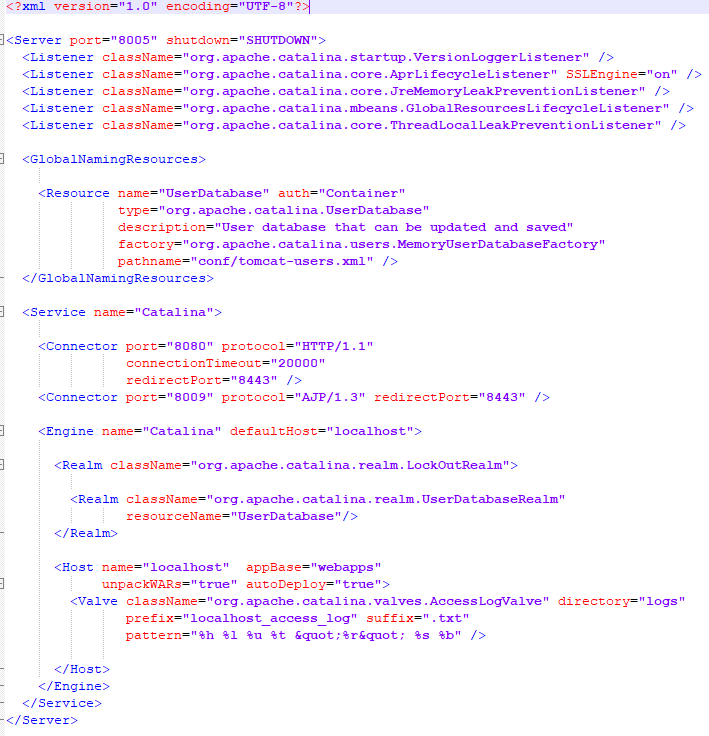 <?xml version="1.0" encoding="UTF-8"?>
<Server port="8005" shutdown="SHUTDOWN">
<Listener className="org.apache.catalina.startup.VersionLoggerListener" />
<Listener className="org.apache.catalina.core.AprLifecycleListener" SSLEngine="on" />
<Listener className="org.apache.catalina.core.JreMemoryLeakPreventionListener" />
<Listener className="org.apache.catalina.mbeans.GlobalResourcesLifecycleListener" />
<Listener className="org.apache.catalina.core.ThreadLocalLeakPreventionListener" />
<GlobalNamingResources>
<Resource name="UserDatabase" auth="Container"
type="org.apache.catalina.UserDatabase"
description="User database that can be updated and saved"
factory="org.apache.catalina.users.MemoryUserDatabaseFactory"
pathname="conf/tomcat-users.xml" />
</GlobalNamingResources>
<Service name="Catalina">
<Connector port="8080" protocol="HTTP/1.1"
connectionTimeout="20000"
redirectPort="8443" />
<Connector port="8009" protocol="AJP/1.3" redirectPort="8443" />
<Engine name="Catalina" defaultHost="localhost">
<Realm className="org.apache.catalina.realm.LockOutRealm">
<Realm className="org.apache.catalina.realm.UserDatabaseRealm"
resourceName="UserDatabase"/>
</Realm>
<Host name="localhost"  appBase="webapps"
unpackWARs="true" autoDeploy="true">
<Valve className="org.apache.catalina.valves.AccessLogValve" directory="logs"
prefix="localhost_access_log" suffix=".txt"
pattern="%h %l %u %t &quot;%r&quot; %s %b" />
</Host>
</Engine>
</Service>
</Server>